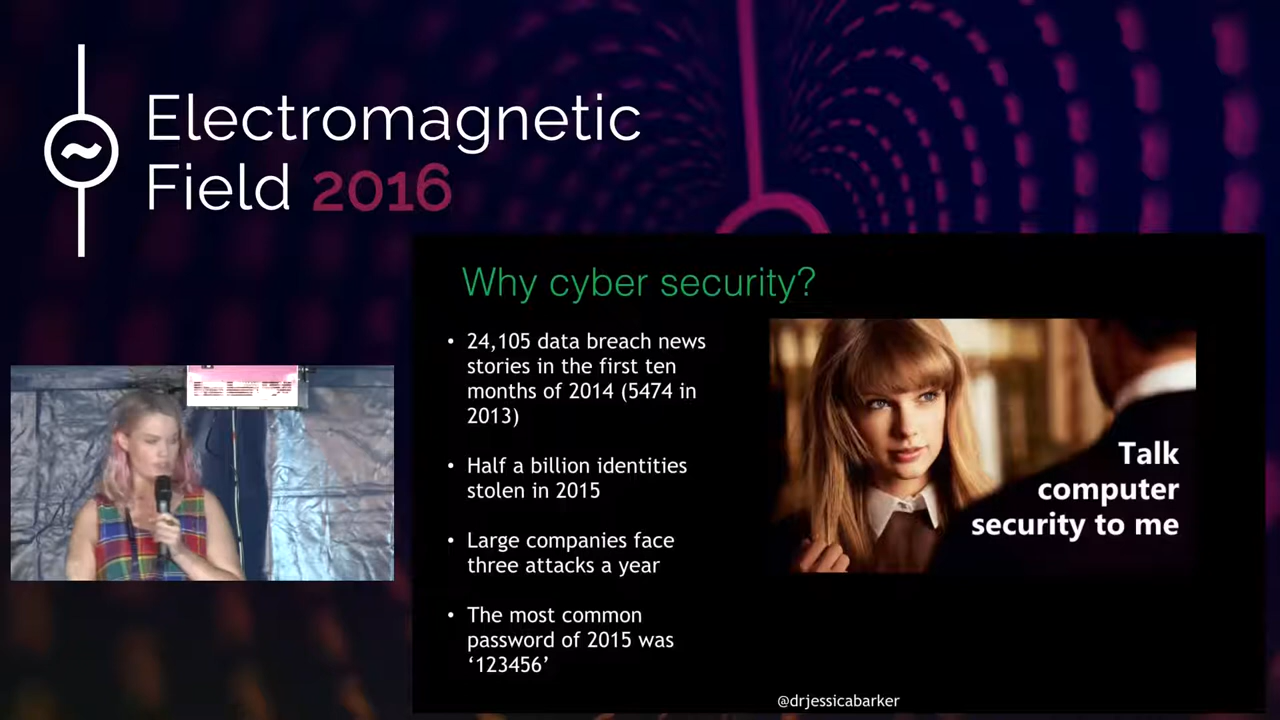 Electromagnetic
Field 2016
Why cyber security?
• 24,105 data breach news
stories in the first ten
months of 2014 (5474 in
2013)
• Half a billion identities
stolen in 2015
• Large companies face
three attacks a year
• The most common
password of 2015 was
‘123456’
Talk
computer
security to me
@drjessicabarker